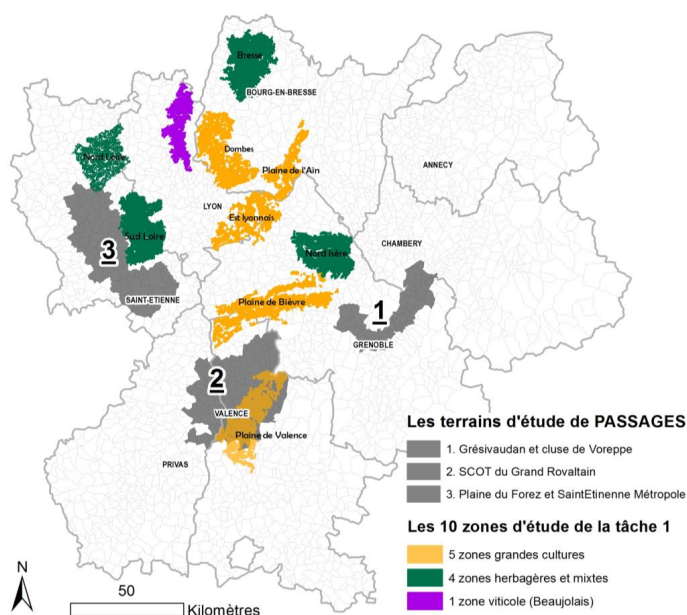 Bresse
BOURG-EN-BRESSE
Dombes
Nord Loire
Plaine de l'Ain
ANNECY
LYON
Est lyonnais
Sud Loire
CHAMBERY
Nord Isère
3
SAINT-ETIENNE
Plaine de Bièvre
1
GRENOBLE
2
VALENCE
Plaine de Valence
PRIVAS
Les terrains d'étude de PASSAGES
1. Grésivaudan et cluse de Voreppe
2. SCOT du Grand Rovaltain
3. Plaine du Forez et SaintEtinenne Métropole
Les 10 zones d'étude de la tâche 1
5 zones grandes cultures
4 zones herbagères et mixtes
1 zone viticole (Beaujolais)
N
50
Kilomètres